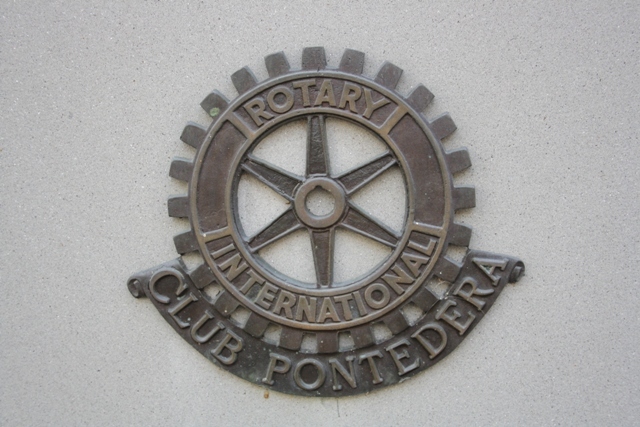 ROTARY
INTERNATIONAL
CLUB PONTEDERA